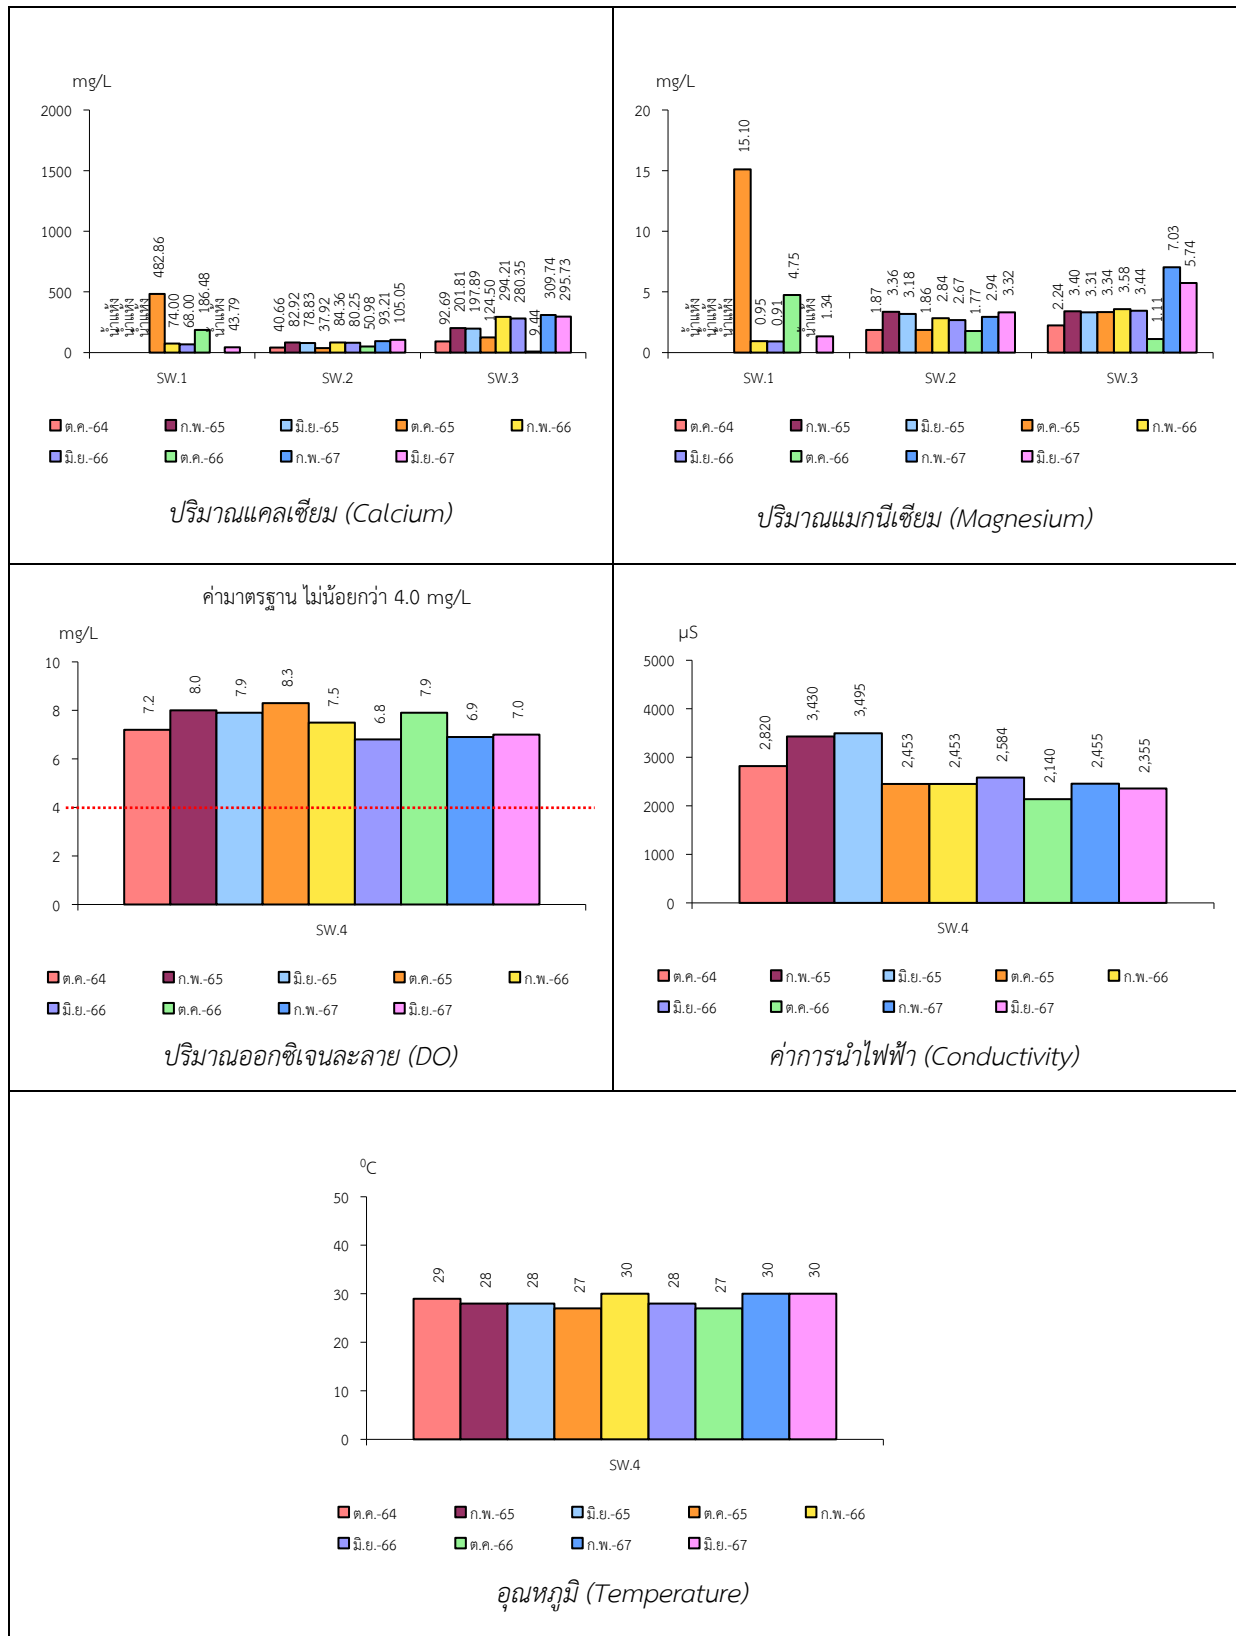 mg/L
2000
1500
1000
500
0
น้ำแห้ง น้ำแห้ง น้ำแห้ง 482.86 74.00 68.00 186.48 น้ำแห้ง 43.79
40.66 82.92 78.83 37.92 84.36 80.25 50.98 93.21 105.05
92.69 201.81 197.89 124.50 294.21 280.35 9.44 309.74 295.73
SW.1 SW.2 SW.3
ต.ค.-64 ก.พ.-65 มิ.ย.-65 ต.ค.-65 ก.พ.-66
มิ.ย.-66 ต.ค.-66 ก.พ.-67 มิ.ย.-67
ปริมาณแคลเซียม (Calcium)
mg/L
20
15
10
5
0
น้ำแห้ง น้ำแห้ง น้ำแห้ง 15.10 0.95 0.91 4.75 น้ำแห้ง 1.34
1.87 3.36 3.18 1.86 2.84 2.67 1.77 2.94 3.32
2.24 3.40 3.31 3.34 3.58 3.44 1.11 7.03 5.74
SW.1 SW.2 SW.3
ต.ค.-64 ก.พ.-65 มิ.ย.-65 ต.ค.-65 ก.พ.-66
มิ.ย.-66 ต.ค.-66 ก.พ.-67 มิ.ย.-67
ปริมาณแมกนีเซียม (Magnesium)
ค่ามาตรฐาน ไม่น้อยกว่า 4.0 mg/L
mg/L
10
8
6
4
2
0
7.2 8.0 7.9 8.3 7.5 6.8 7.9 6.9 7.0
SW.4
ต.ค.-64 ก.พ.-65 มิ.ย.-65 ต.ค.-65 ก.พ.-66
มิ.ย.-66 ต.ค.-66 ก.พ.-67 มิ.ย.-67
ปริมาณออกซิเจนละลาย (DO)
µS
5000
4000
3000
2000
1000
0
2,820 3,430 3,495 2,453 2,453 2,584 2,140 2,455 2,355
SW.4
ต.ค.-64 ก.พ.-65 มิ.ย.-65 ต.ค.-65 ก.พ.-66
มิ.ย.-66 ต.ค.-66 ก.พ.-67 มิ.ย.-67
ค่าการนำไฟฟ้า (Conductivity)
⁰C
50
40
30
20
10
0
29 28 28 27 30 28 27 30 30
SW.4
ต.ค.-64 ก.พ.-65 มิ.ย.-65 ต.ค.-65 ก.พ.-66
มิ.ย.-66 ต.ค.-66 ก.พ.-67 มิ.ย.-67
อุณหภูมิ (Temperature)